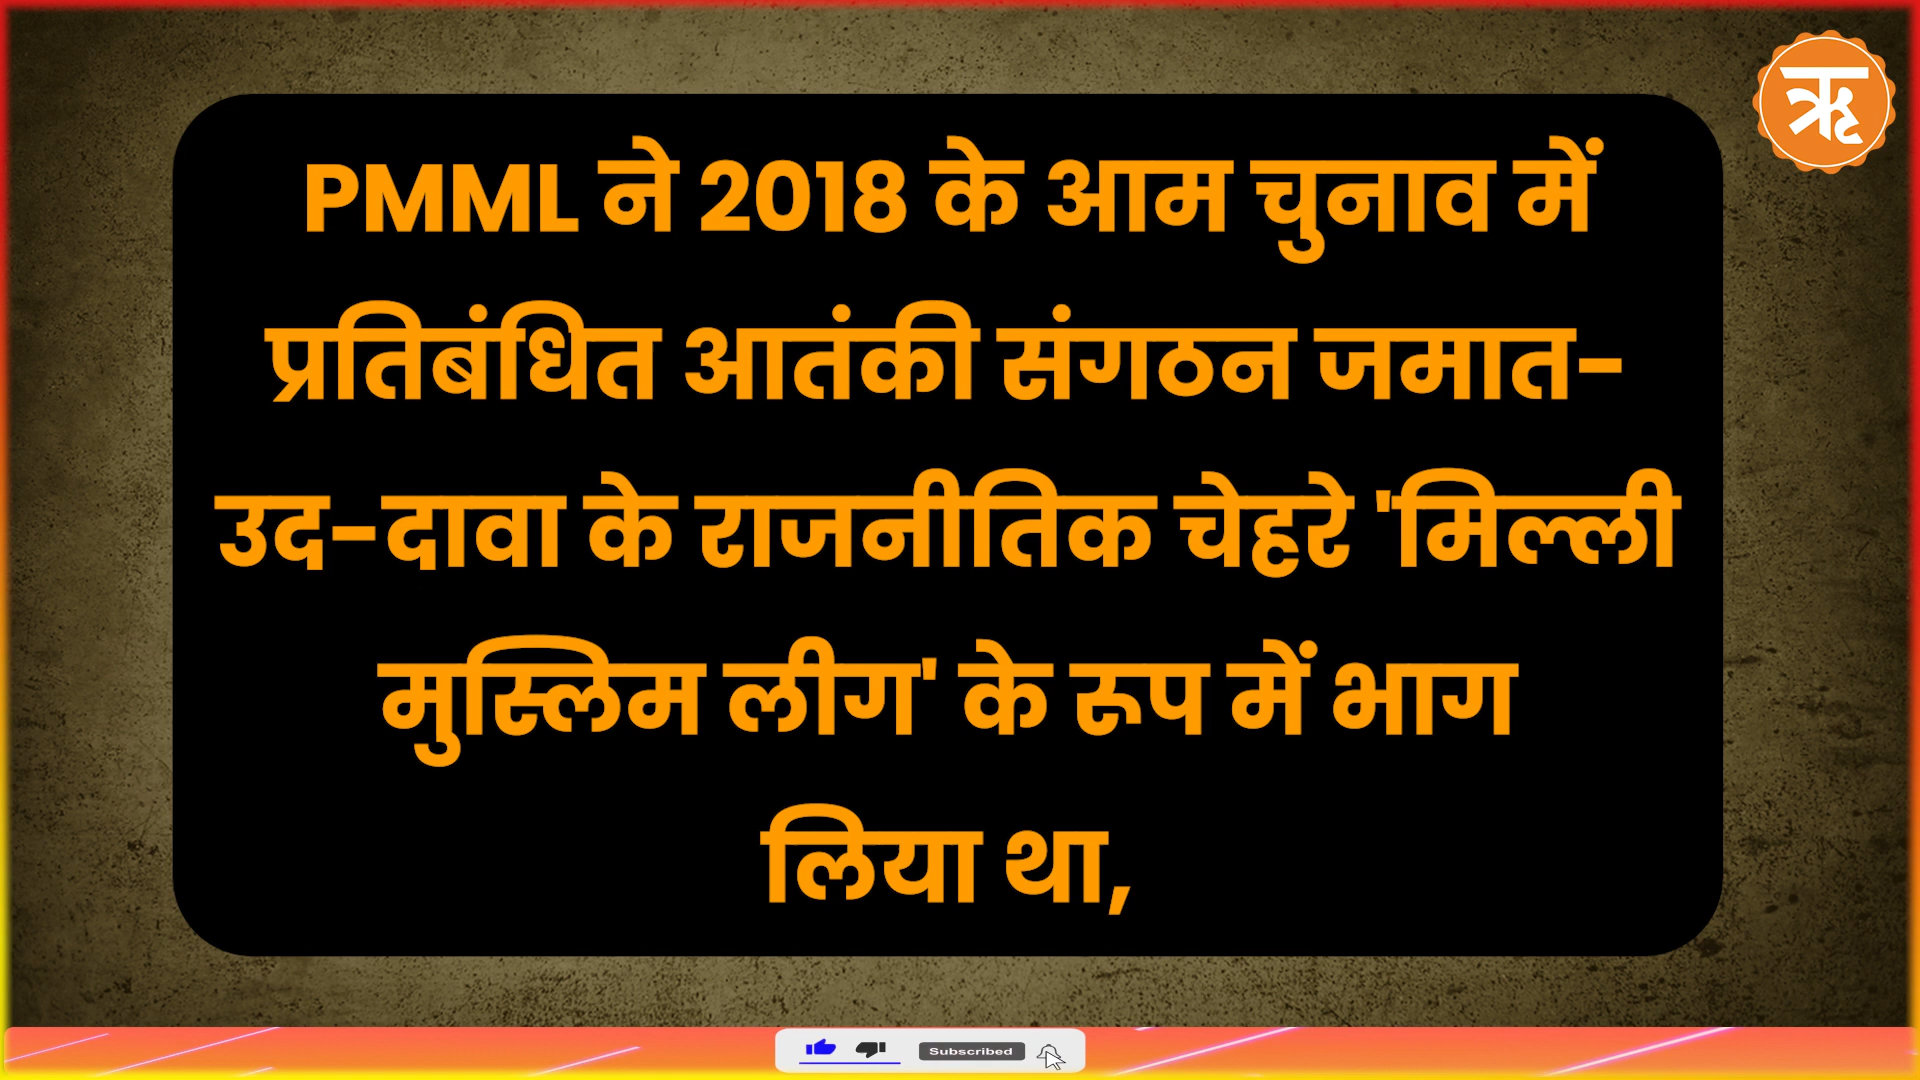 ऋ
PMML ने 2018 के आम चुनाव में
प्रतिबंधित आतंकी संगठन जमात-
उद-दावा के राजनीतिक चेहरे 'मिल्ली
मुस्लिम लीग' के रूप में भाग
लिया था,
Subscribed